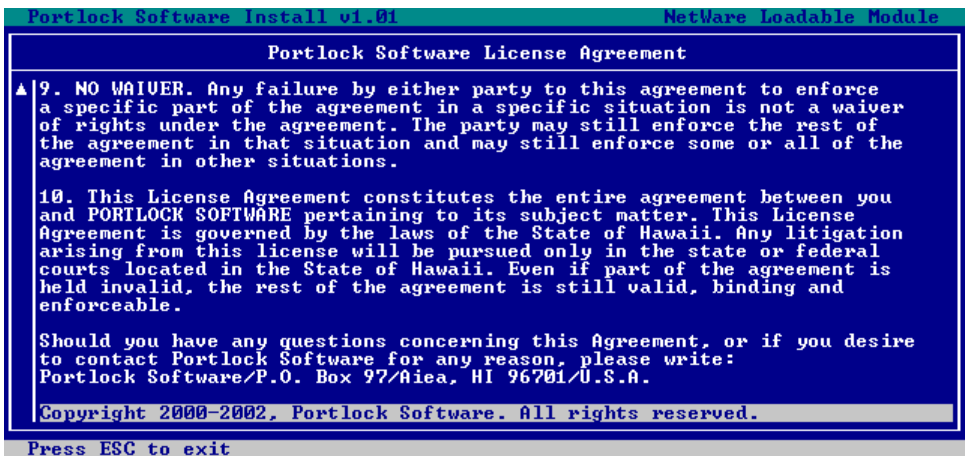 Portlock Software Install v1.01 NetWare Loadable Module
Portlock Software License Agreement
9. NO WAIVER. Any failure by either party to this agreement to enforce
a specific part of the agreement in a specific situation is not a waiver
of rights under the agreement. The party may still enforce the rest of
the agreement in that situation and may still enforce some or all of the
agreement in other situations.
10. This License Agreement constitutes the entire agreement between you
and PORTLOCK SOFTWARE pertaining to its subject matter. This License
Agreement is governed by the laws of the State of Hawaii. Any litigation
arising from this license will be pursued only in the state or federal
courts located in the State of Hawaii. Even if part of the agreement is
held invalid, the rest of the agreement is still valid, binding and
enforceable.
Should you have any questions concerning this Agreement, or if you desire
to contact Portlock Software for any reason, please write:
Portlock Software/P.O. Box 97/Aiea, HI 96701/U.S.A.
Copyright 2000-2002, Portlock Software. All rights reserved.
Press ESC to exit